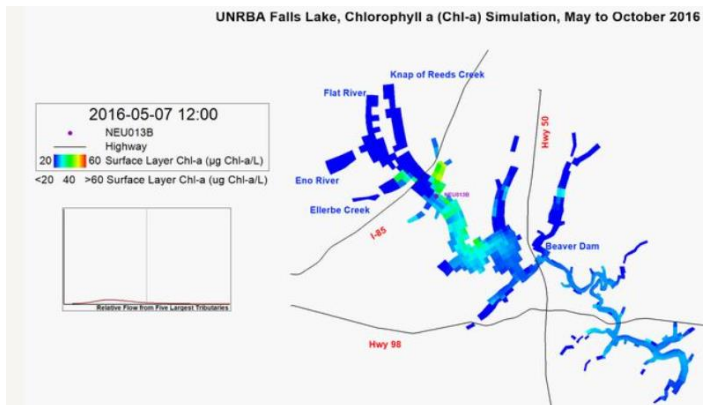 UNRBA Falls Lake, Chlorophyll a (Chl-a) Simulation, May to October 2016
Knap of Reeds Creek
Flat River
2016-05-07 12:00
NEU013B
Highway
20 60 Surface Layer Chl-a (µg Chl-a/L)
<20 40 >60 Surface Layer Chl-a (ug Chl-a/L)
Hwy 50
Eno River
NEU013B
Ellerbe Creek
I-85
Beaver Dam
Relative Flow from Five Largest Tributaries
Hwy 98